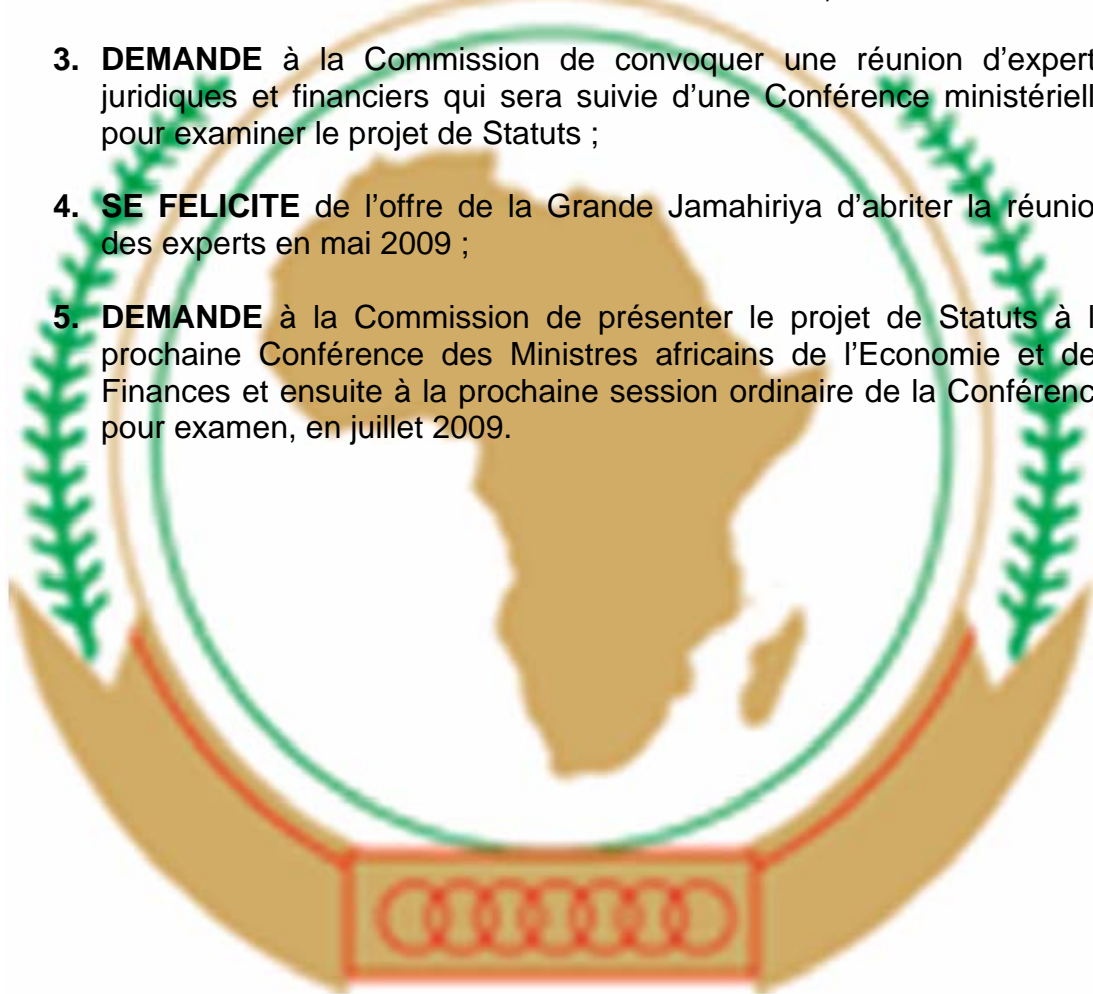 3. DEMANDE à la Commission de convoquer une réunion d’expert
juridiques et financiers qui sera suivie d’une Conférence ministériell
pour examiner le projet de Statuts ;
4. SE FELICITE de l’offre de la Grande Jamahiriya d’abriter la réunio
des experts en mai 2009 ;
5. DEMANDE à la Commission de présenter le projet de Statuts à l
prochaine Conférence des Ministres africains de l’Economie et de
Finances et ensuite à la prochaine session ordinaire de la Conférenc
pour examen, en juillet 2009.